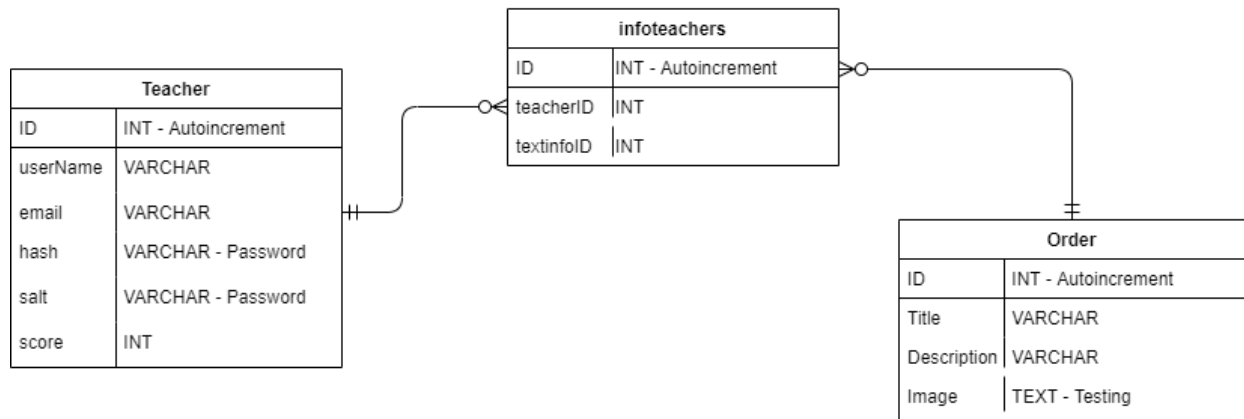 infoteachers
ID INT - Autoincrement
teacherID INT
textinfoID INT
Teacher
ID INT - Autoincrement
userName VARCHAR
email VARCHAR
hash VARCHAR - Password
salt VARCHAR - Password
score INT
Order
ID INT - Autoincrement
Title VARCHAR
Description VARCHAR
Image TEXT - Testing